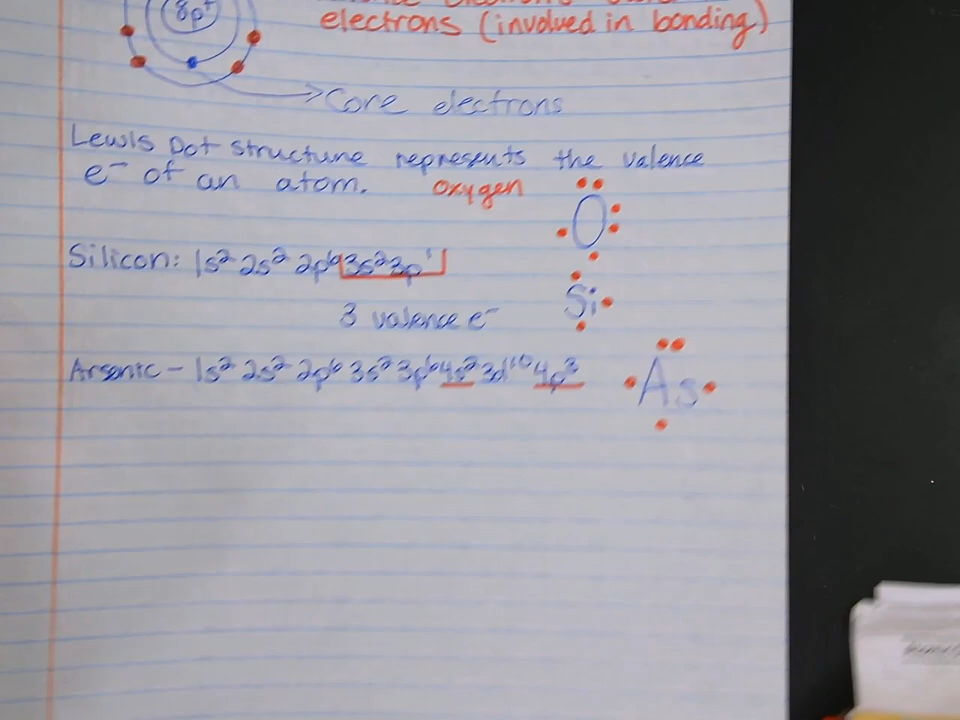 8p⁺
electrons (involved in bonding)
Core electrons
Lewis Dot structure represents the valence
e⁻ of an atom. oxygen
O
Silicon: 1s² 2s² 2p⁶ 3s² 3p¹
Si
3 valence e⁻
Arsenic - 1s² 2s² 2p⁶ 3s² 3p⁶ 4s² 3d¹⁰ 4p³
As